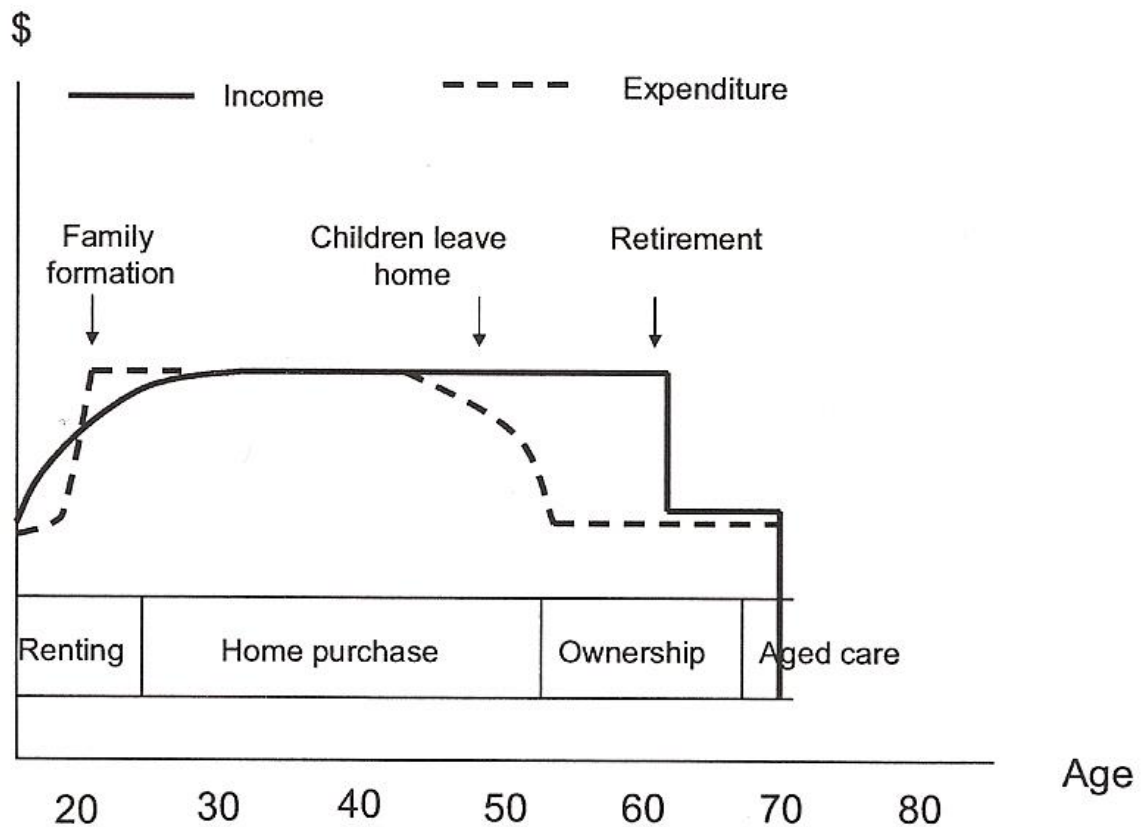 $
Income
Expenditure
Family
formation
Children leave
home
Retirement
Renting
Home purchase
Ownership
Aged care
Age
20 30 40 50 60 70 80